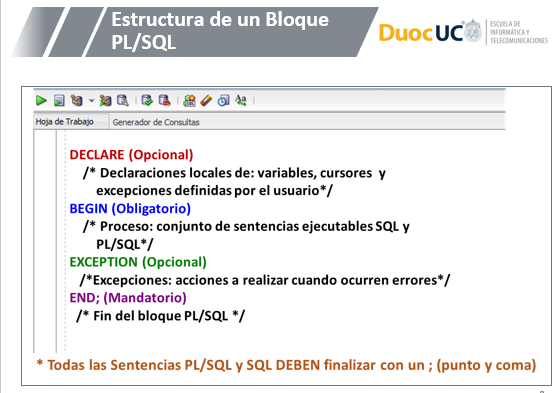 Estructura de un Bloque
PL/SQL
DuocUC
ESCUELA DE
INFORMÁTICA Y
TELECOMUNICACIONES
Hoja de Trabajo
Generador de Consultas
DECLARE (Opcional)
/* Declaraciones locales de: variables, cursores y
excepciones definidas por el usuario*/
BEGIN (Obligatorio)
/* Proceso: conjunto de sentencias ejecutables SQL y
PL/SQL*/
EXCEPTION (Opcional)
/*Excepciones: acciones a realizar cuando ocurren errores*/
END; (Mandatorio)
/* Fin del bloque PL/SQL */
* Todas las Sentencias PL/SQL y SQL DEBEN finalizar con un ; (punto y coma)